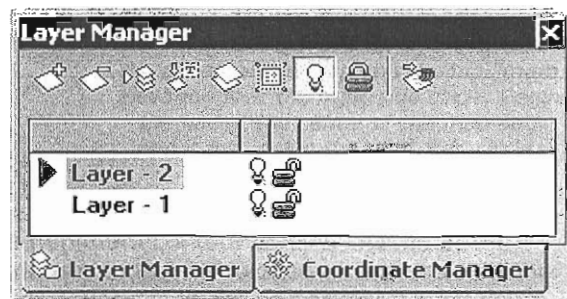 Layer Manager
Layer - 2
Layer - 1
Layer Manager
Coordinate Manager